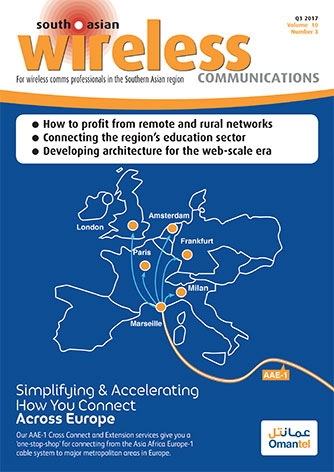 south asian
Q3 2017
Volume 10
Number 3
wireless
For wireless comms professionals in the Southern Asian region
COMMUNICATIONS
● How to profit from remote and rural networks
● Connecting the region's education sector
● Developing architecture for the web-scale era
Amsterdam
London
Frankfurt
Paris
Milan
Marseille
AAE-1
Simplifying & Accelerating
How You Connect
Across Europe
Our AAE-1 Cross Connect and Extension services give you a
'one-stop-shop' for connecting from the Asia Africa Europe-1
cable system to major metropolitan areas in Europe.
عمانتل
Omantel